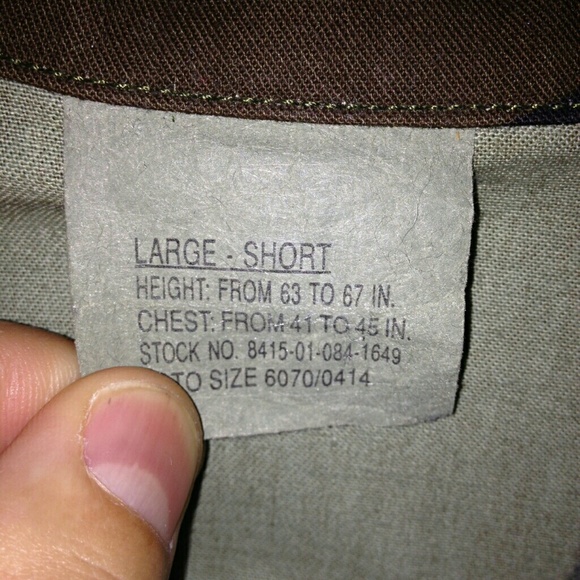 LARGE - SHORT
HEIGHT: FROM 63 TO 67 IN.
CHEST: FROM 41 TO 45 IN.
STOCK NO. 8415-01-084-1649
TO SIZE 6070/0414